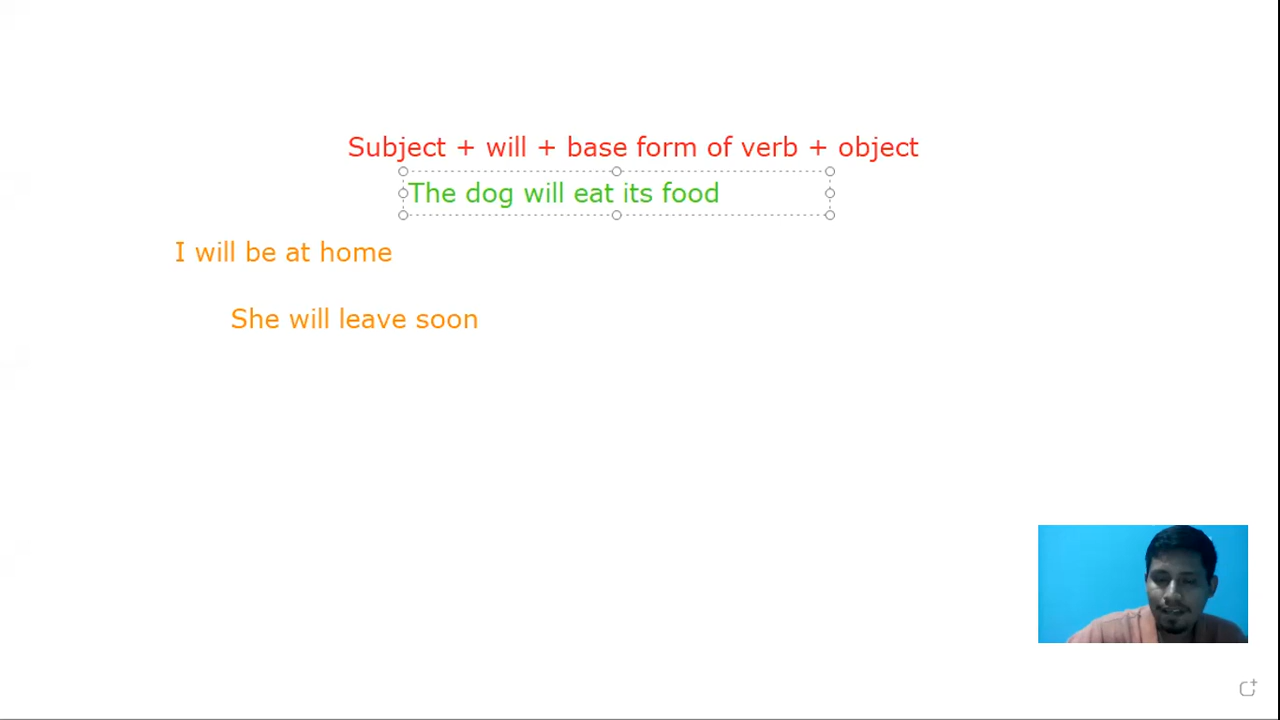 Subject + will + base form of verb + object
The dog will eat its food
I will be at home
She will leave soon